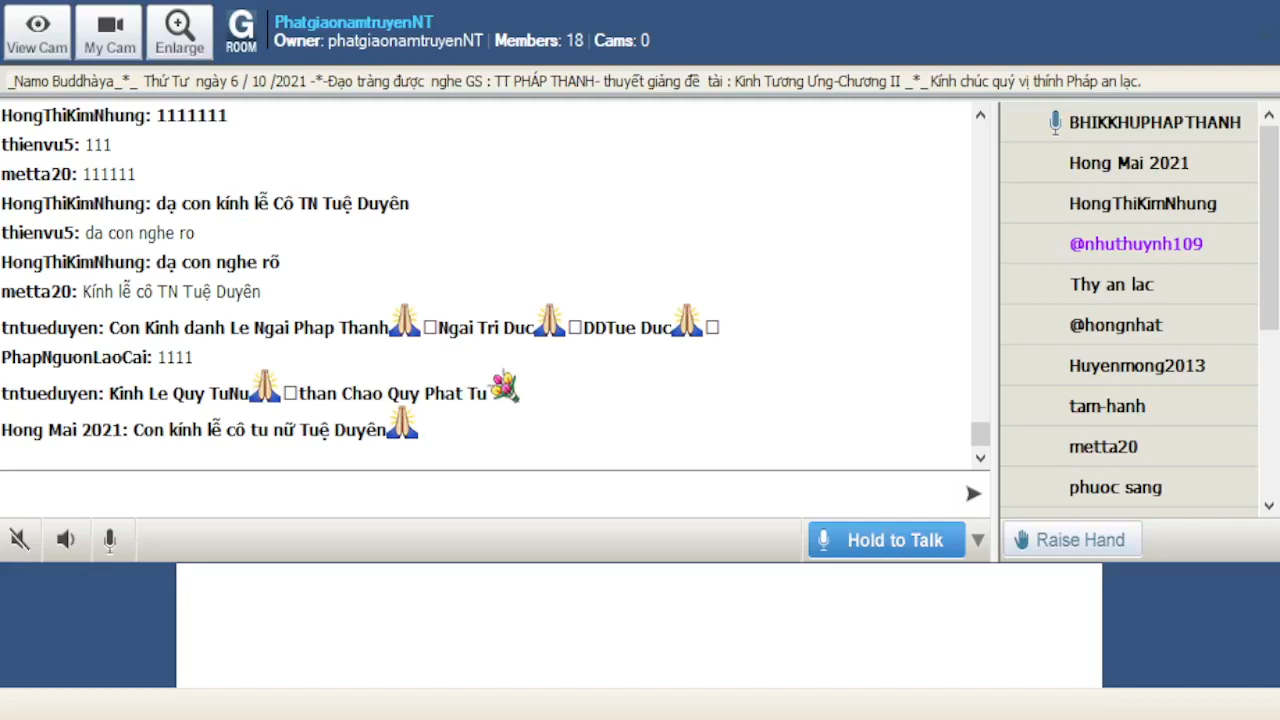 View Cam
My Cam
Enlarge
G
ROOM
PhatgiaonamtruyenNT
Owner: phatgiaonamtruyenNT | Members: 18 | Cams: 0
_Namo Buddhàya_*_ Thứ Tư ngày 6 / 10 /2021 -*-Đạo tràng được nghe GS : TT PHÁP THANH- thuyết giảng đề tài : Kinh Tương Ưng-Chương II _*_Kính chúc quý vị thính Pháp an lạc.
HongThiKimNhung: 1111111
thienvu5: 111
metta20: 111111
HongThiKimNhung: dạ con kính lễ Cô TN Tuệ Duyên
thienvu5: da con nghe ro
HongThiKimNhung: dạ con nghe rõ
metta20: Kính lễ cô TN Tuệ Duyên
tntueduyen: Con Kinh danh Le Ngai Phap Thanh🙏□Ngai Tri Duc🙏□DDTue Duc🙏□
PhapNguonLaoCai: 1111
tntueduyen: Kinh Le Quy TuNu🙏□than Chao Quy Phat Tu💐
Hong Mai 2021: Con kính lễ cô tu nữ Tuệ Duyên🙏
BHIKKHUPHAPTHANH
Hong Mai 2021
HongThiKimNhung
@nhuthuynh109
Thy an lac
@hongnhat
Huyenmong2013
tam-hanh
metta20
phuoc sang
Hold to Talk
Raise Hand